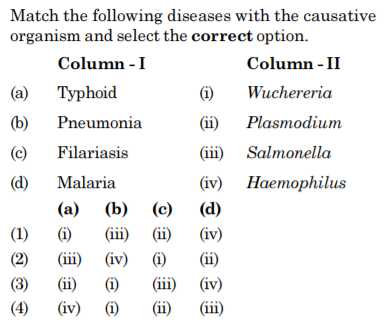 Match the following diseases with the causative
organism and select the correct option.
Column - I Column - II
(a) Typhoid (i) Wuchereria
(b) Pneumonia (ii) Plasmodium
(c) Filariasis (iii) Salmonella
(d) Malaria (iv) Haemophilus
(a) (b) (c) (d)
(1) (i) (iii) (ii) (iv)
(2) (iii) (iv) (i) (ii)
(3) (ii) (i) (iii) (iv)
(4) (iv) (i) (ii) (iii)